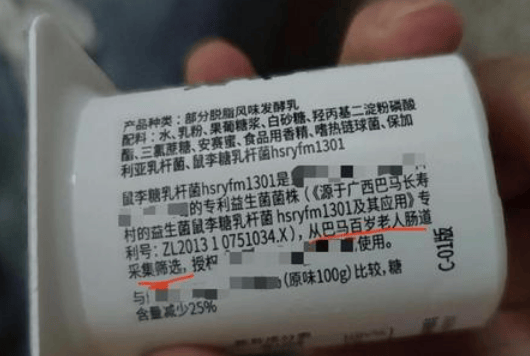 产品种类：部分脱脂风味发酵乳
配料：水、乳粉、果葡糖浆、白砂糖、羟丙基二淀粉磷酸
酯、三氯蔗糖、安赛蜜、食品用香精、嗜热链球菌、保加
利亚乳杆菌、鼠李糖乳杆菌hsryfm1301
鼠李糖乳杆菌hsryfm1301是
的专利益生菌菌株（《源于广西巴马长寿
村的益生菌鼠李糖乳杆菌 hsryfm1301及其应用》专
利号：ZL2013 1 0751034.X），从巴马百岁老人肠道
采集筛选，授权 使用。
与 （原味100g）比较，糖
含量减少25%
C-01版